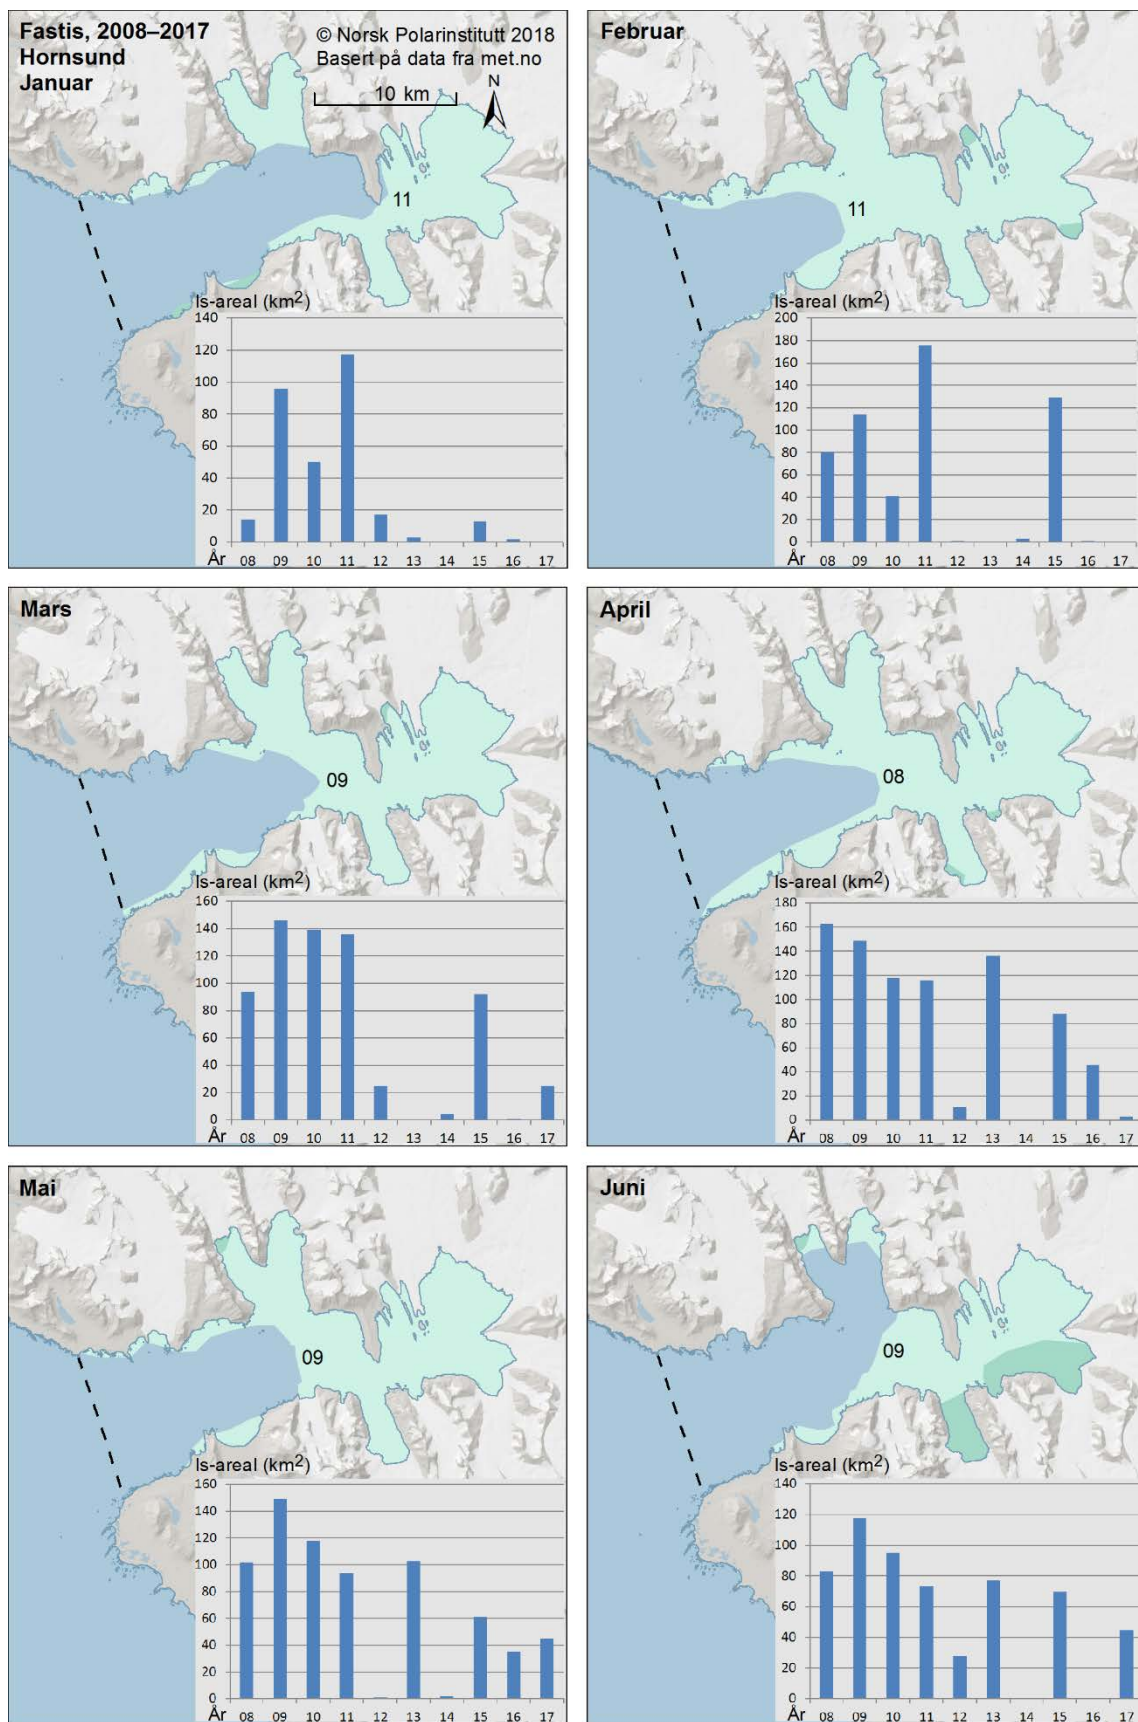 Fastis, 2008–2017
Hornsund
Januar
© Norsk Polarinstitutt 2018
Basert på data fra met.no
10 km
N
11
Is-areal (km²)
140
120
100
80
60
40
20
0
År 08 09 10 11 12 13 14 15 16 17
Februar
11
Is-areal (km²)
200
180
160
140
120
100
80
60
40
20
0
År 08 09 10 11 12 13 14 15 16 17
Mars
09
Is-areal (km²)
160
140
120
100
80
60
40
20
0
År 08 09 10 11 12 13 14 15 16 17
April
08
Is-areal (km²)
180
160
140
120
100
80
60
40
20
0
År 08 09 10 11 12 13 14 15 16 17
Mai
09
Is-areal (km²)
160
140
120
100
80
60
40
20
0
År 08 09 10 11 12 13 14 15 16 17
Juni
09
Is-areal (km²)
140
120
100
80
60
40
20
0
År 08 09 10 11 12 13 14 15 16 17